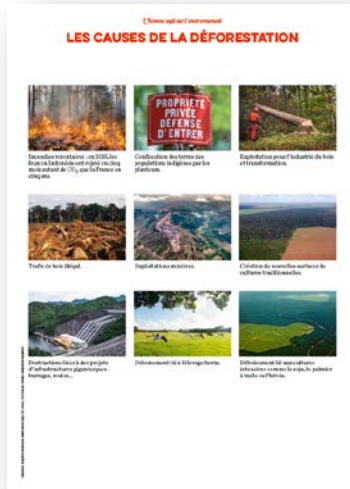 L'Homme agit sur l'environnement
LES CAUSES DE LA DÉFORESTATION
PROPRIÉTÉ
PRIVÉE
DÉFENSE
D'ENTRER
Incendies volontaires : en 2015, les
feux en Indonésie ont rejeté en cinq
mois autant de CO₂ que la France en
cinq ans.
Confiscation des terres des
populations indigènes par les
planteurs.
Exploitation pour l'industrie du bois
et transformation.
Trafic de bois illégal.
Exploitations minières.
Création de nouvelles surfaces de
cultures traditionnelles.
Destructions liées à des projets
d'infrastructures gigantesques :
barrages, routes...
Déboisement lié à l'élevage bovin.
Déboisement lié aux cultures
intensives comme le soja, le palmier
à huile ou l'hévéa.